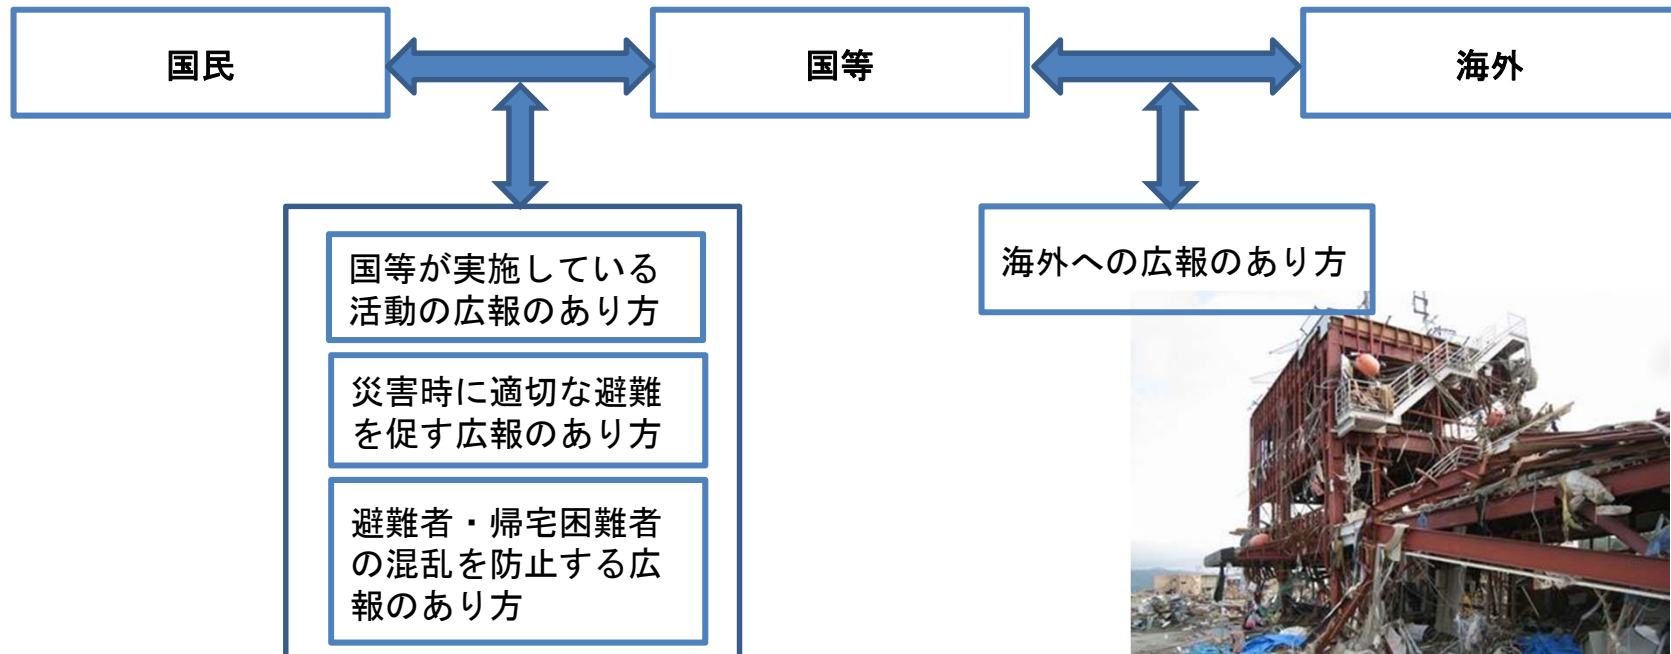 国民
国等
海外
国等が実施している
活動の広報のあり方
災害時に適切な避難
を促す広報のあり方
避難者・帰宅困難者
の混乱を防止する広
報のあり方
海外への広報のあり方